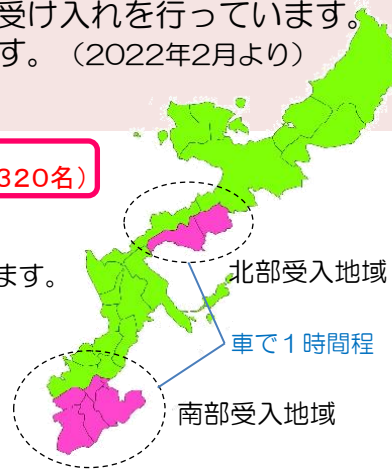 受け入れを行っています。
す。（2022年2月より）
320名）
ます。
北部受入地域
車で１時間程
南部受入地域